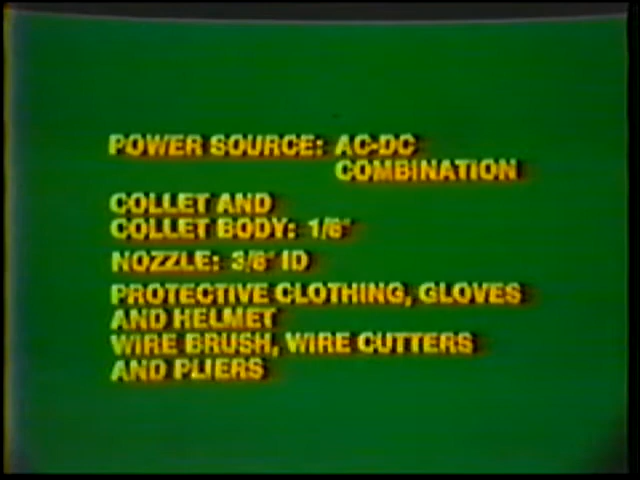 POWER SOURCE: AC-DC
COMBINATION
COLLET AND
COLLET BODY: 1/8"
NOZZLE: 3/8" ID
PROTECTIVE CLOTHING, GLOVES
AND HELMET
WIRE BRUSH, WIRE CUTTERS
AND PLIERS